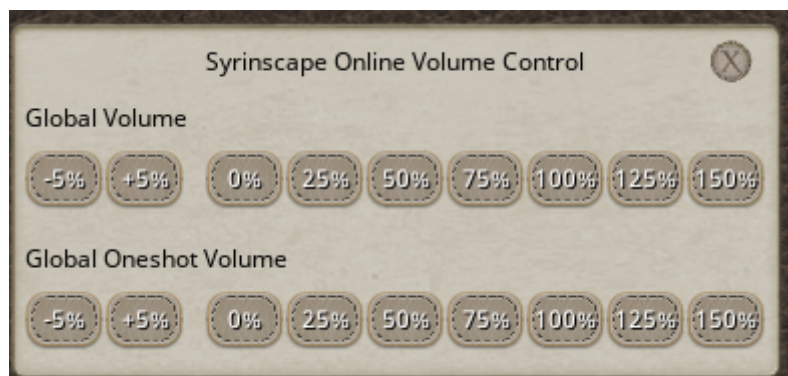 Syrinscape Online Volume Control X
Global Volume
-5% +5% 0% 25% 50% 75% 100% 125% 150%
Global Oneshot Volume
-5% +5% 0% 25% 50% 75% 100% 125% 150%